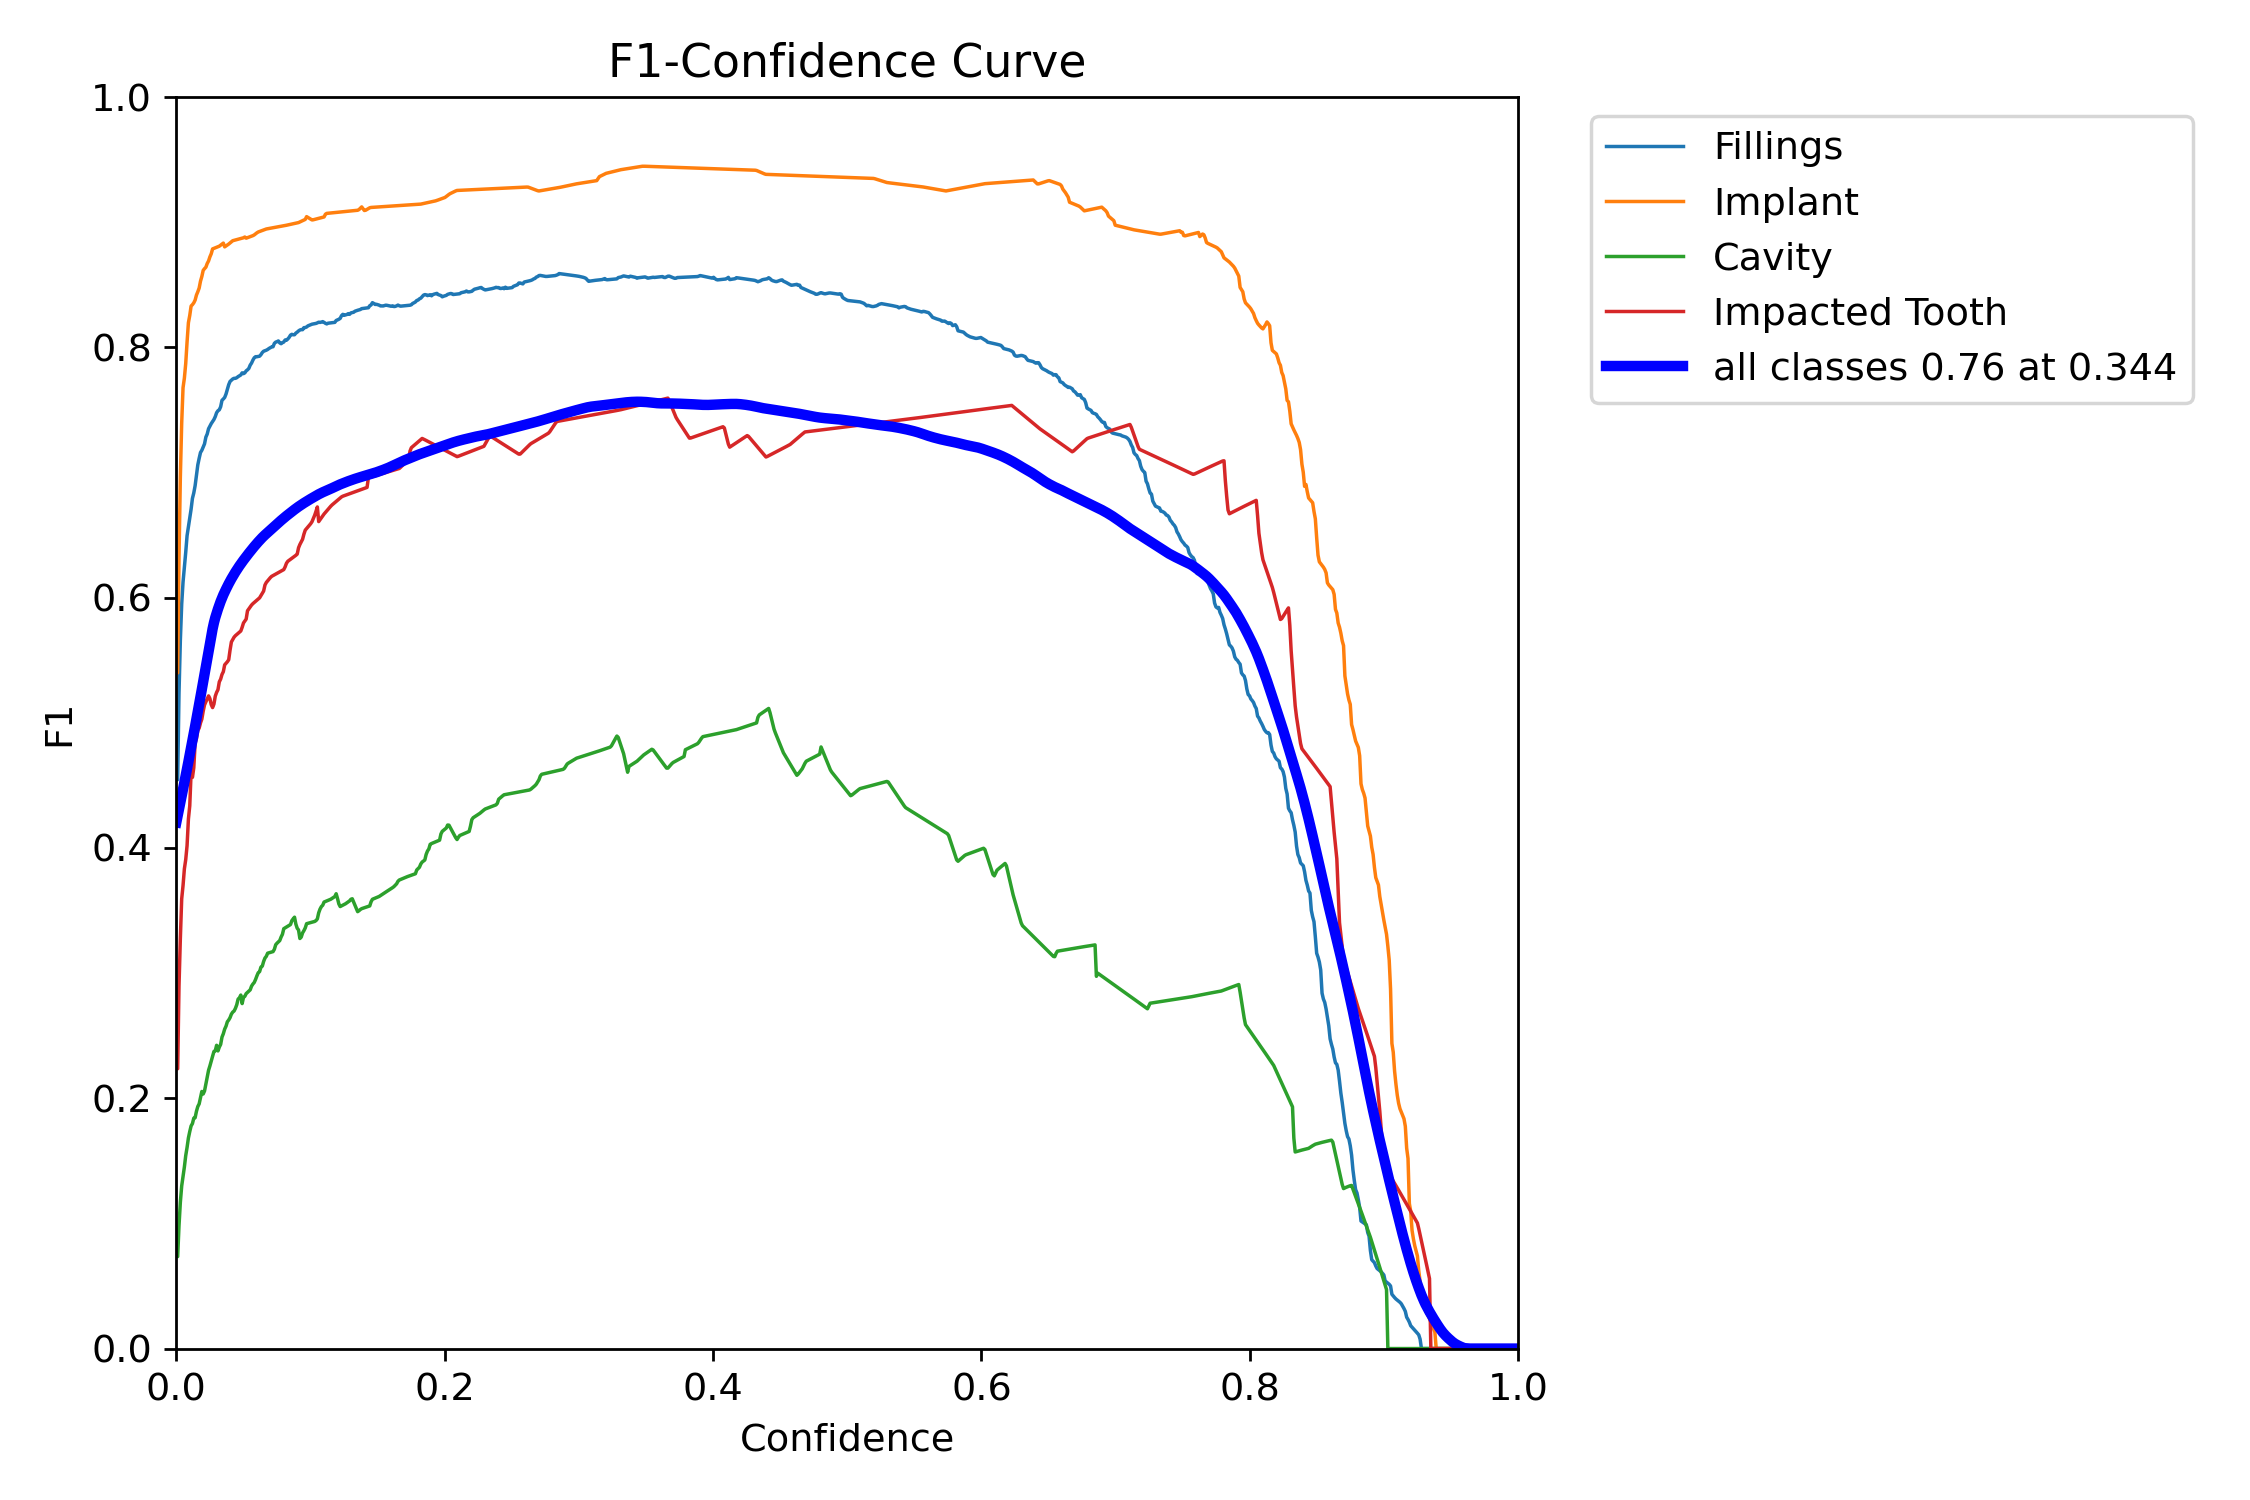 F1-Confidence Curve
1.0
0.8
0.6
0.4
0.2
0.0
F1
0.0 0.2 0.4 0.6 0.8 1.0
Confidence
Fillings
Implant
Cavity
Impacted Tooth
all classes 0.76 at 0.344